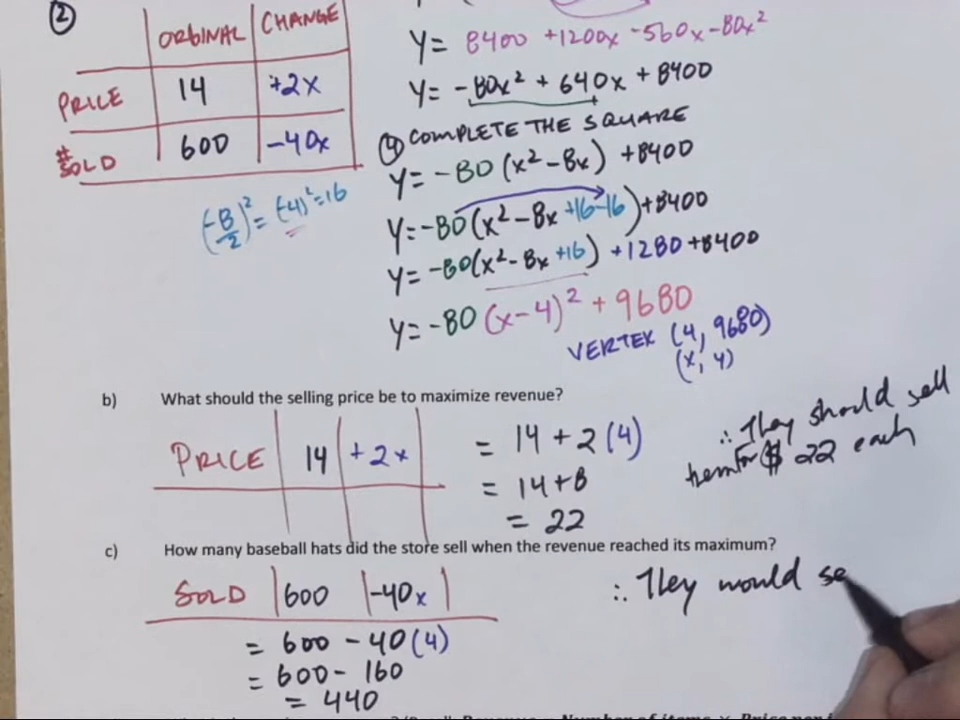 ②
ORGINAL CHANGE
PRICE 14 +2x
# SOLD 600 -40x
(-8/2)² = (-4)² = 16
y = 8400 +1200x -560x -80x²
y = -80x² + 640x + 8400
④ COMPLETE THE SQUARE
y = -80 (x² - 8x) + 8400
y = -80 (x² - 8x +16 -16) + 8400
y = -80 (x² - 8x +16) + 1280 + 8400
y = -80 (x - 4)² + 9680
VERTEX (4, 9680)
(x, y)
b) What should the selling price be to maximize revenue?
PRICE 14 + 2x
= 14 + 2 (4)
= 14 + 8
= 22
∴ They should sell
them for $ 22 each
c) How many baseball hats did the store sell when the revenue reached its maximum?
SOLD 600 -40x
= 600 - 40 (4)
= 600 - 160
= 440
∴ They would se